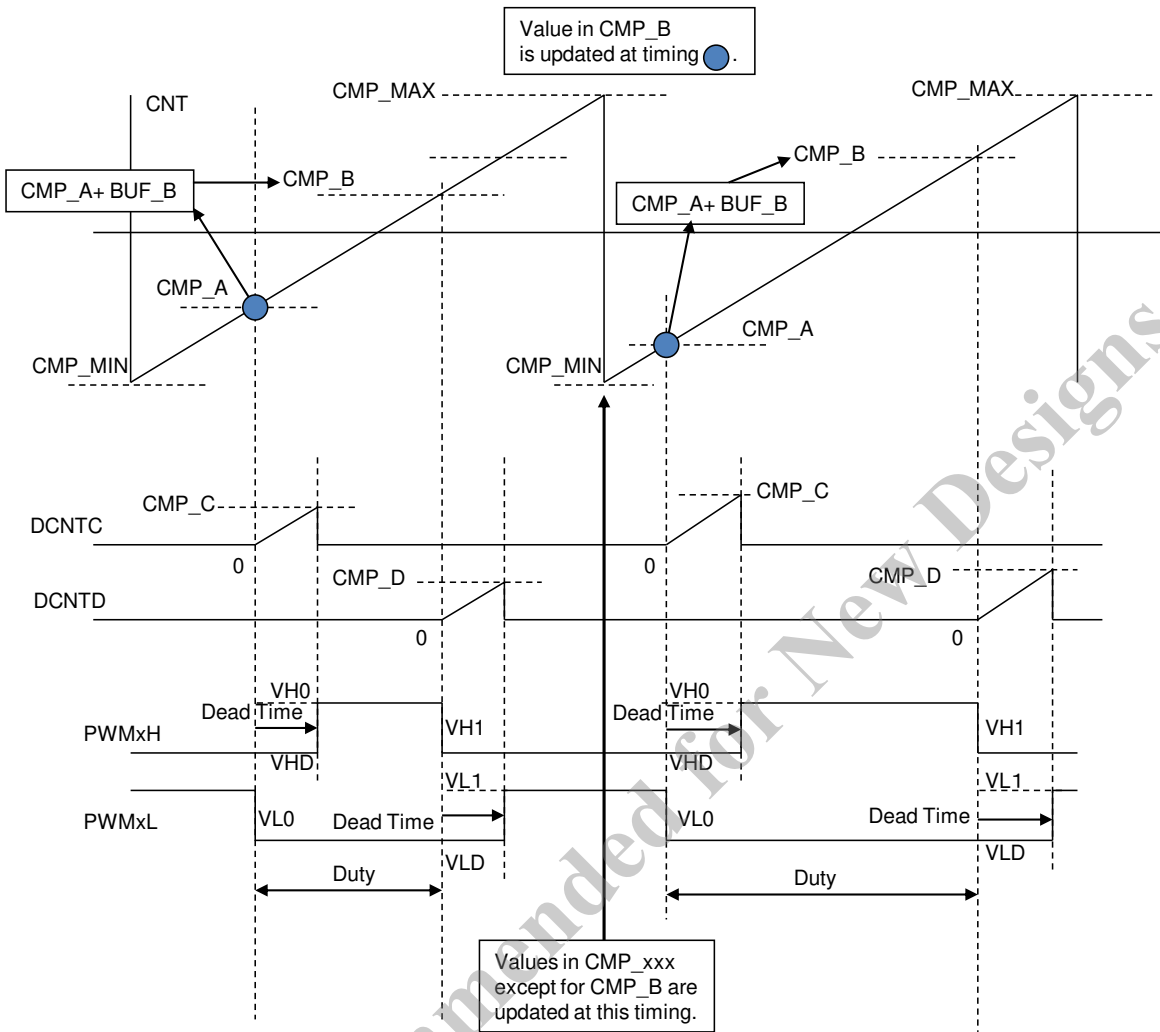 Value in CMP_B
is updated at timing .
CNT
CMP_MAX
CMP_MAX
CMP_B
CMP_B
CMP_A+ BUF_B
CMP_A+ BUF_B
CMP_A
CMP_A
CMP_MIN
CMP_MIN
CMP_C
CMP_C
DCNTC
0
0
CMP_D
CMP_D
DCNTD
0
0
VH0
VH0
Dead Time
Dead Time
PWMxH
VH1
VH1
VHD
VHD
VL1
VL1
PWMxL
VL0
Dead Time
VL0
Dead Time
VLD
VLD
Duty
Duty
Values in CMP_xxx
except for CMP_B are
updated at this timing.
mended for New Designs